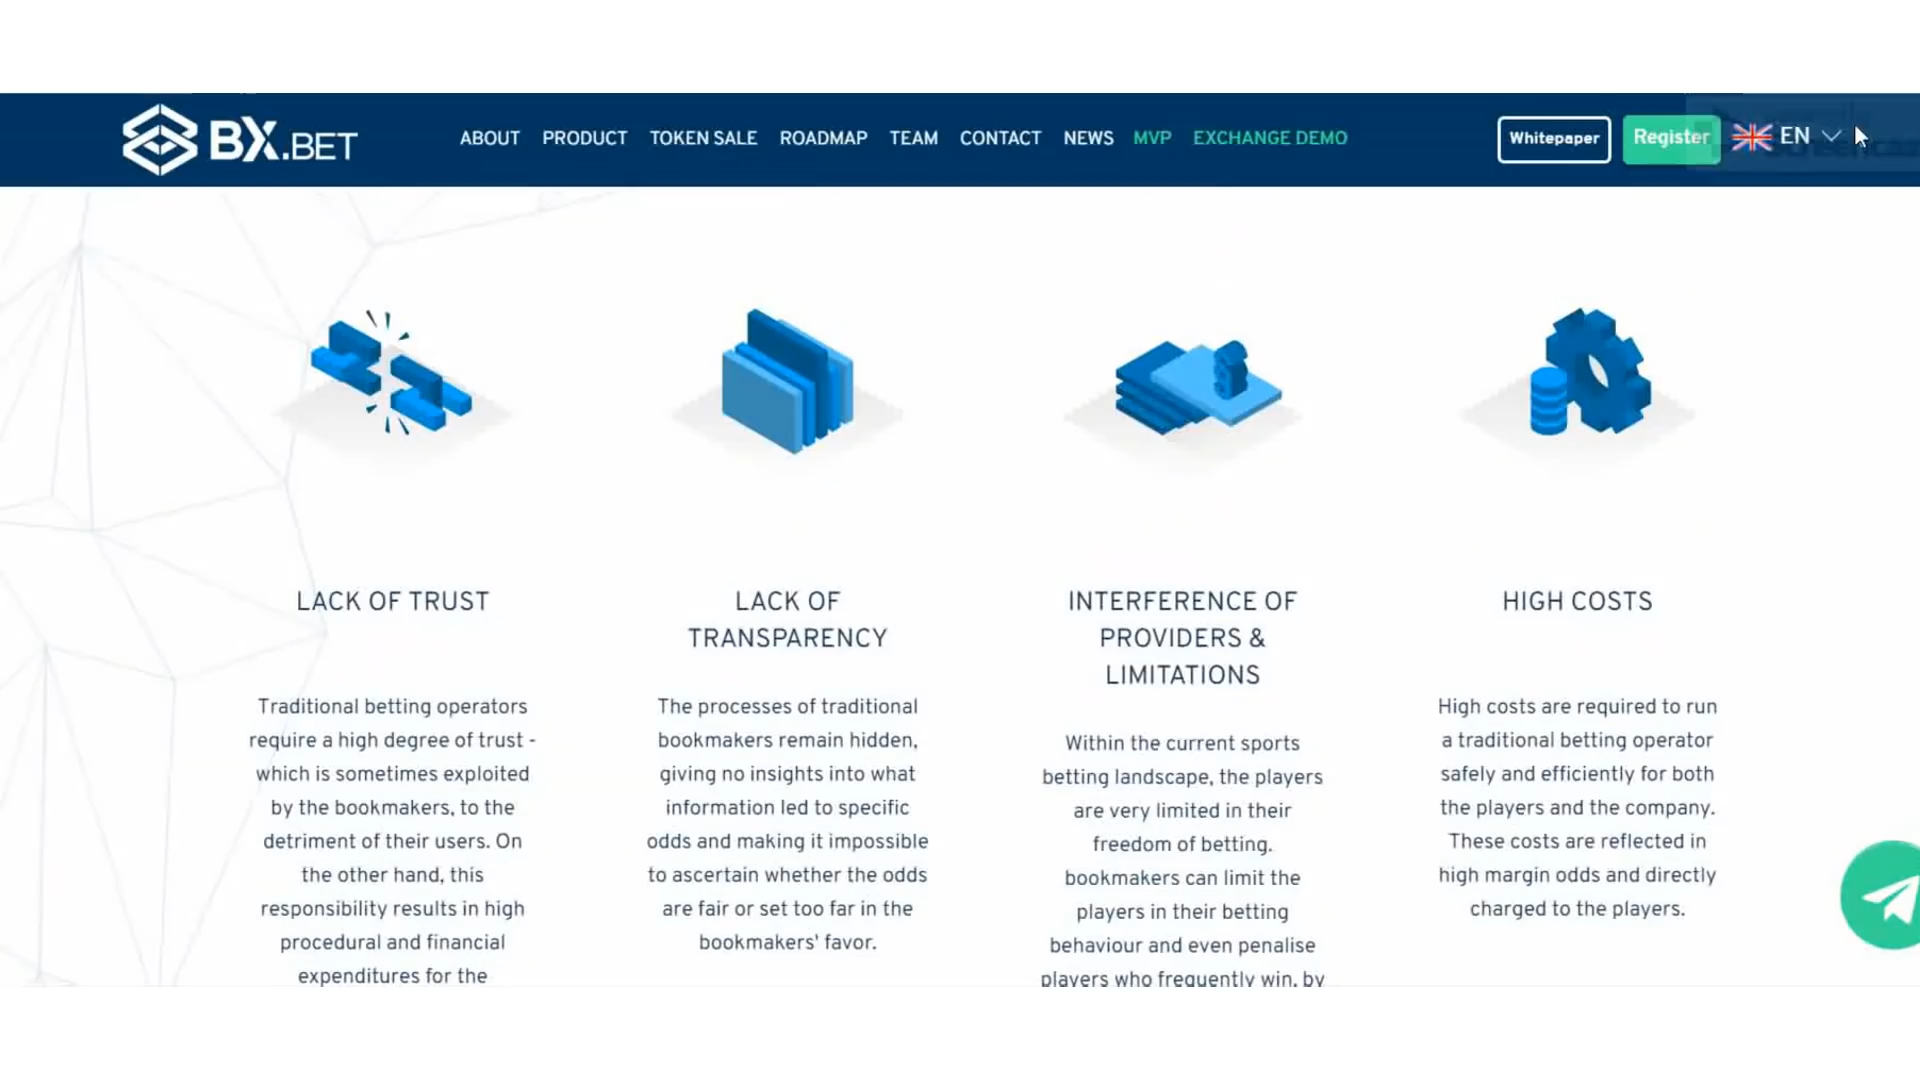 BX.BET
ABOUT PRODUCT TOKEN SALE ROADMAP TEAM CONTACT NEWS MVP EXCHANGE DEMO
Whitepaper Register EN
LACK OF TRUST
Traditional betting operators
require a high degree of trust -
which is sometimes exploited
by the bookmakers, to the
detriment of their users. On
the other hand, this
responsibility results in high
procedural and financial
expenditures for the
LACK OF
TRANSPARENCY
The processes of traditional
bookmakers remain hidden,
giving no insights into what
information led to specific
odds and making it impossible
to ascertain whether the odds
are fair or set too far in the
bookmakers' favor.
INTERFERENCE OF
PROVIDERS &
LIMITATIONS
Within the current sports
betting landscape, the players
are very limited in their
freedom of betting.
bookmakers can limit the
players in their betting
behaviour and even penalise
players who frequently win, by
HIGH COSTS
High costs are required to run
a traditional betting operator
safely and efficiently for both
the players and the company.
These costs are reflected in
high margin odds and directly
charged to the players.